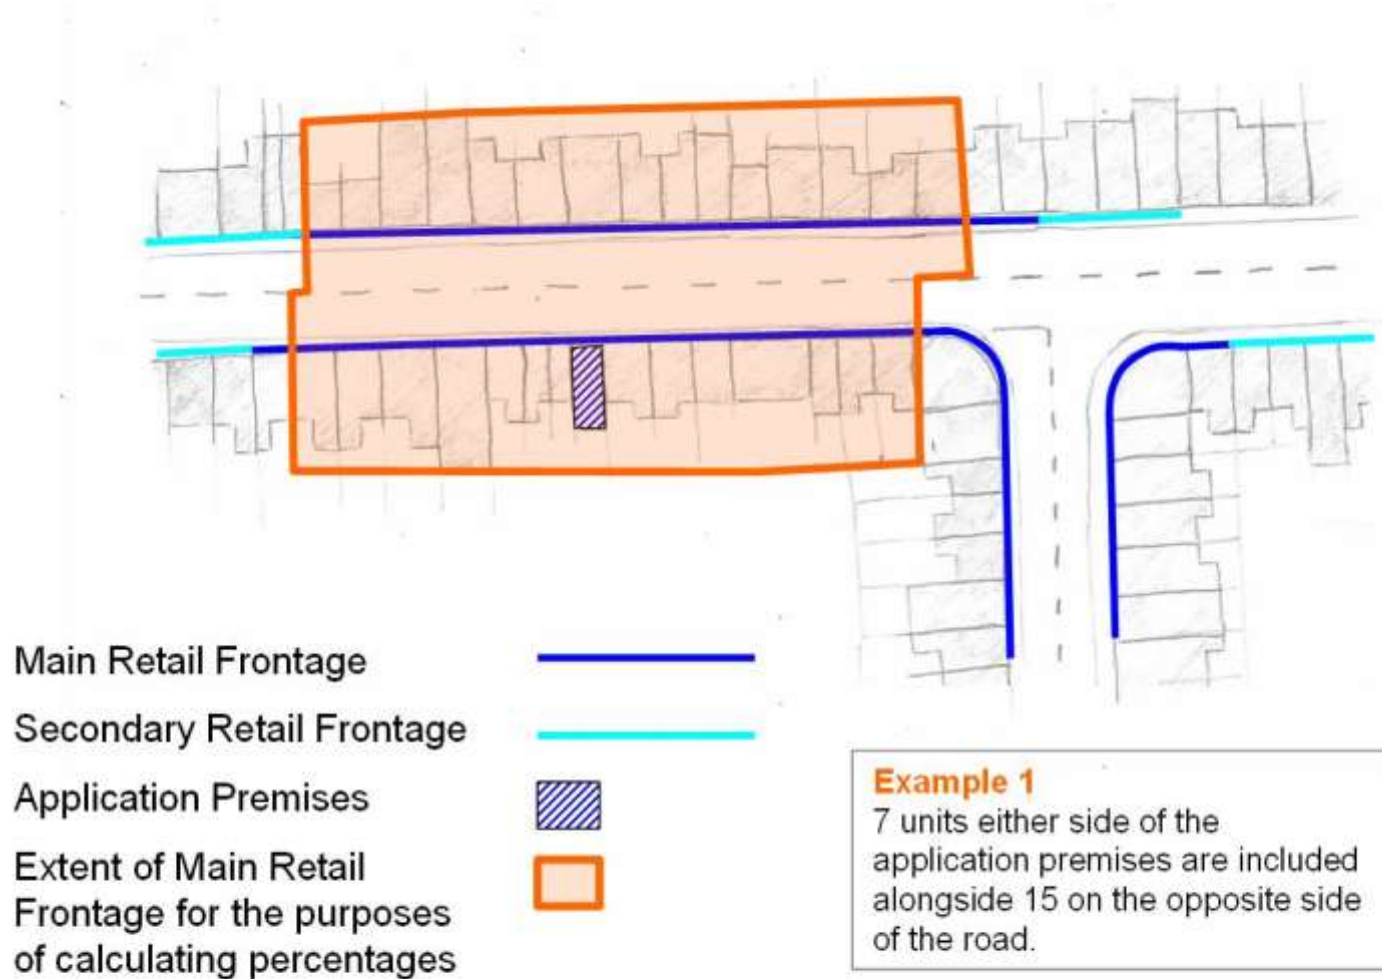 Main Retail Frontage
Secondary Retail Frontage
Application Premises
Extent of Main Retail
Frontage for the purposes
of calculating percentages
Example 1
7 units either side of the
application premises are included
alongside 15 on the opposite side
of the road.